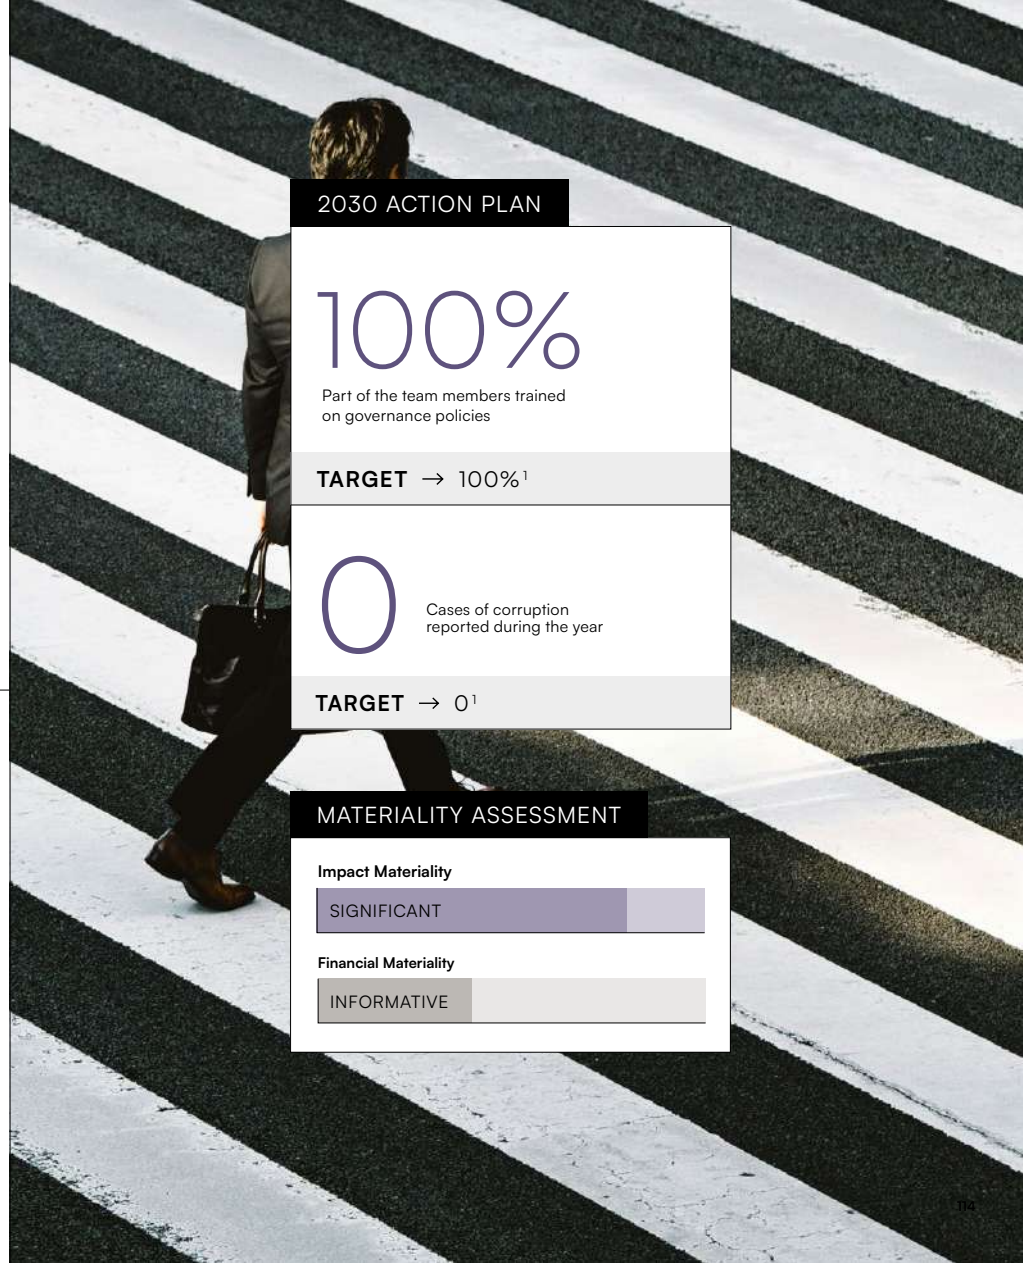 2030 ACTION PLAN
100%
Part of the team members trained
on governance policies
TARGET → 100%¹
0
Cases of corruption
reported during the year
TARGET → 0¹
MATERIALITY ASSESSMENT
Impact Materiality
SIGNIFICANT
Financial Materiality
INFORMATIVE
114